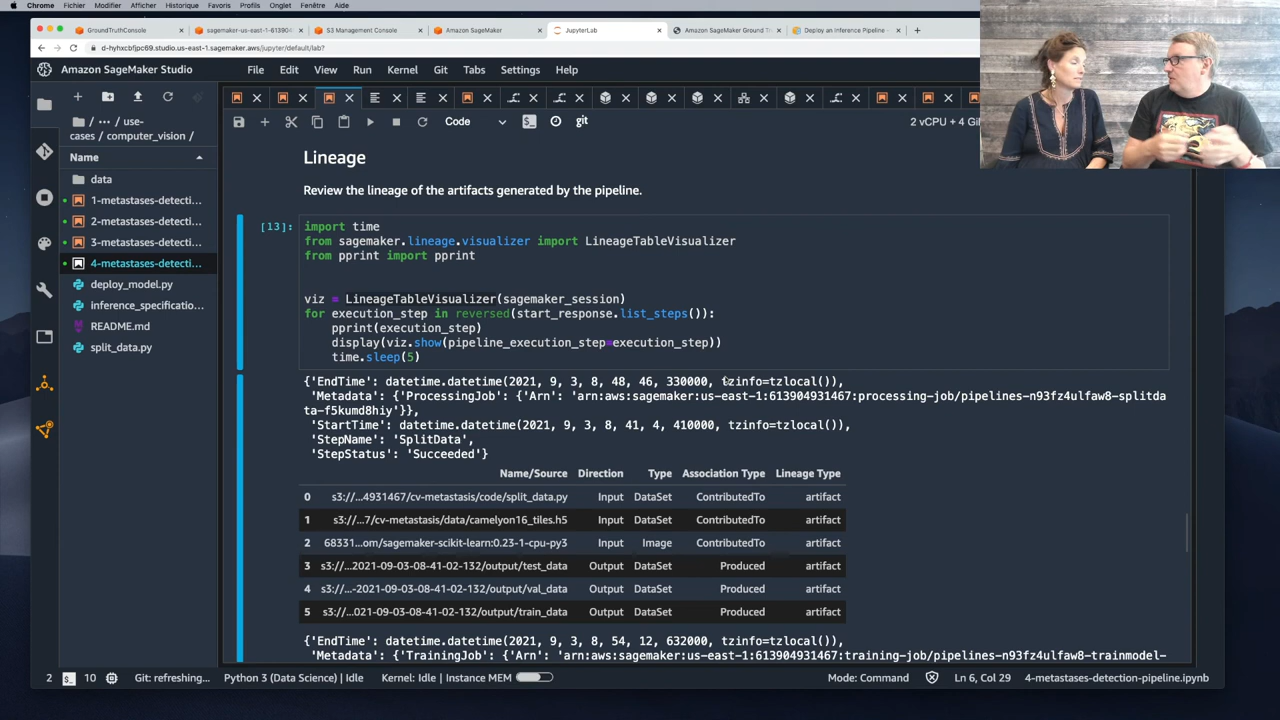 Chrome Fichier Modifier Afficher Historique Favoris Profils Onglet Fenêtre Aide
GroundTruthConsole
sagemaker-us-east-1-61390
S3 Management Console
Amazon SageMaker
JupyterLab
Amazon SageMaker Ground
Deploy an Inference Pipeline
d-hyhxcbfjpc69.studio.us-east-1.sagemaker.aws/jupyter/default/lab?
Amazon SageMaker Studio
File Edit View Run Kernel Git Tabs Settings Help
Code
git
2 vCPU + 4 Gi
/ ··· / use-
cases / computer_vision /
Name
data
1-metastases-detecti...
2-metastases-detecti...
3-metastases-detecti...
4-metastases-detecti...
deploy_model.py
inference_specificatio...
README.md
split_data.py
Lineage
Review the lineage of the artifacts generated by the pipeline.
[13]:
import time
from sagemaker.lineage.visualizer import LineageTableVisualizer
from pprint import pprint
viz = LineageTableVisualizer(sagemaker_session)
for execution_step in reversed(start_response.list_steps()):
pprint(execution_step)
display(viz.show(pipeline_execution_step=execution_step))
time.sleep(5)
{'EndTime': datetime.datetime(2021, 9, 3, 8, 48, 46, 330000, tzinfo=tzlocal()),
'Metadata': {'ProcessingJob': {'Arn': 'arn:aws:sagemaker:us-east-1:613904931467:processing-job/pipelines-n93fz4ulfaw8-splitda
ta-f5kumd8hiy'}},
'StartTime': datetime.datetime(2021, 9, 3, 8, 41, 4, 410000, tzinfo=tzlocal()),
'StepName': 'SplitData',
'StepStatus': 'Succeeded'}
Name/Source Direction Type Association Type Lineage Type
0 s3://...4931467/cv-metastasis/code/split_data.py Input DataSet ContributedTo artifact
1 s3://...7/cv-metastasis/data/camelyon16_tiles.h5 Input DataSet ContributedTo artifact
2 68331...om/sagemaker-scikit-learn:0.23-1-cpu-py3 Input Image ContributedTo artifact
3 s3://...2021-09-03-08-41-02-132/output/test_data Output DataSet Produced artifact
4 s3://...-2021-09-03-08-41-02-132/output/val_data Output DataSet Produced artifact
5 s3://...021-09-03-08-41-02-132/output/train_data Output DataSet Produced artifact
{'EndTime': datetime.datetime(2021, 9, 3, 8, 54, 12, 632000, tzinfo=tzlocal()),
'Metadata': {'TrainingJob': {'Arn': 'arn:aws:sagemaker:us-east-1:613904931467:training-job/pipelines-n93fz4ulfaw8-trainmodel-
2 10 Git: refreshing... Python 3 (Data Science) | Idle Kernel: Idle | Instance MEM Mode: Command Ln 6, Col 29 4-metastases-detection-pipeline.ipynb